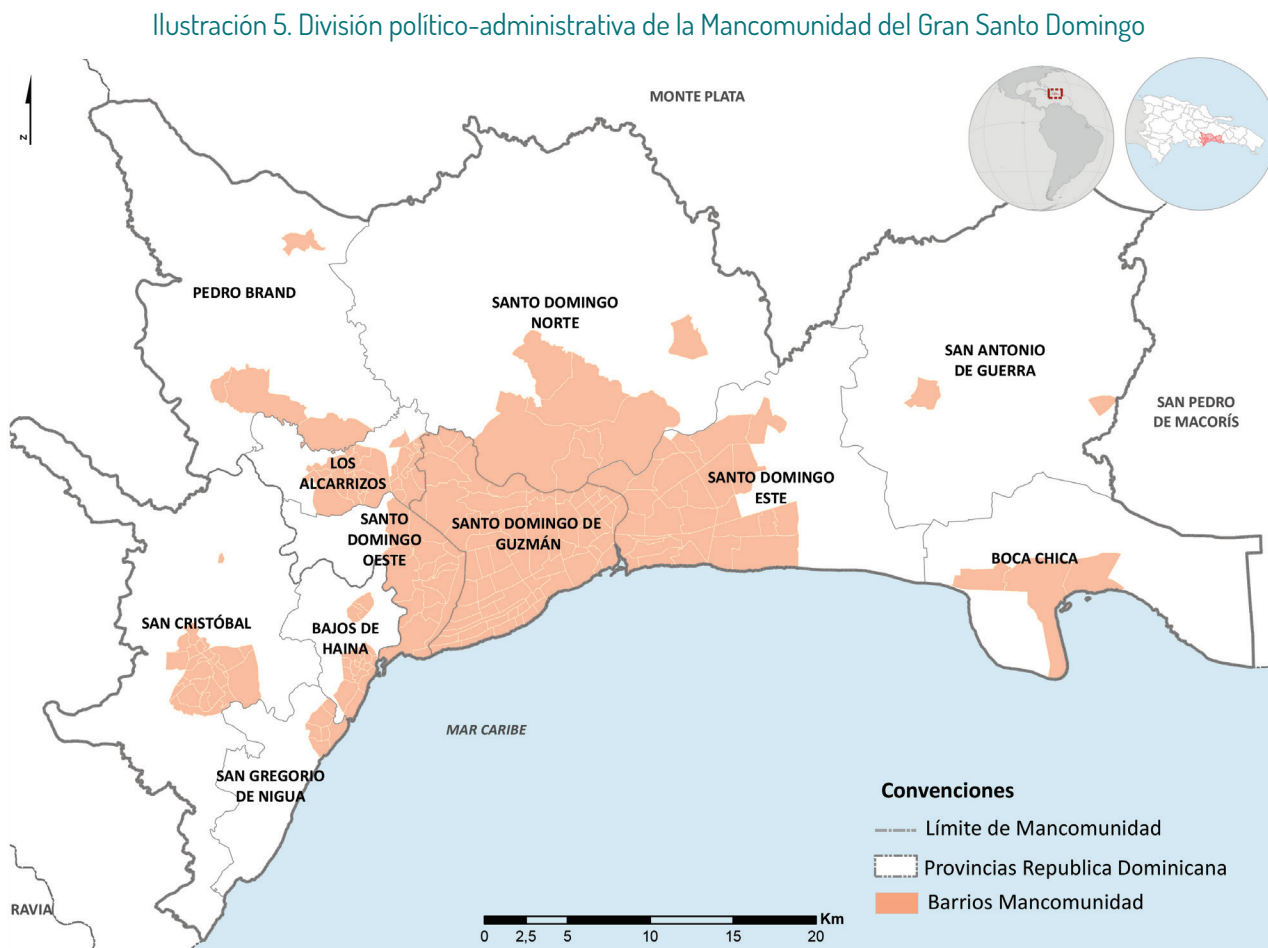 Ilustración 5. División político-administrativa de la Mancomunidad del Gran Santo Domingo
MONTE PLATA
z
PEDRO BRAND
SANTO DOMINGO
NORTE
SAN ANTONIO
DE GUERRA
SAN PEDRO
DE MACORÍS
LOS
ALCARRIZOS
SANTO DOMINGO
ESTE
SANTO
DOMINGO
OESTE
SANTO DOMINGO DE
GUZMÁN
BOCA CHICA
SAN CRISTÓBAL
BAJOS DE
HAINA
MAR CARIBE
SAN GREGORIO
DE NIGUA
RAVIA
Convenciones
Límite de Mancomunidad
Provincias Republica Dominicana
Barrios Mancomunidad
Km
0 2,5 5 10 15 20